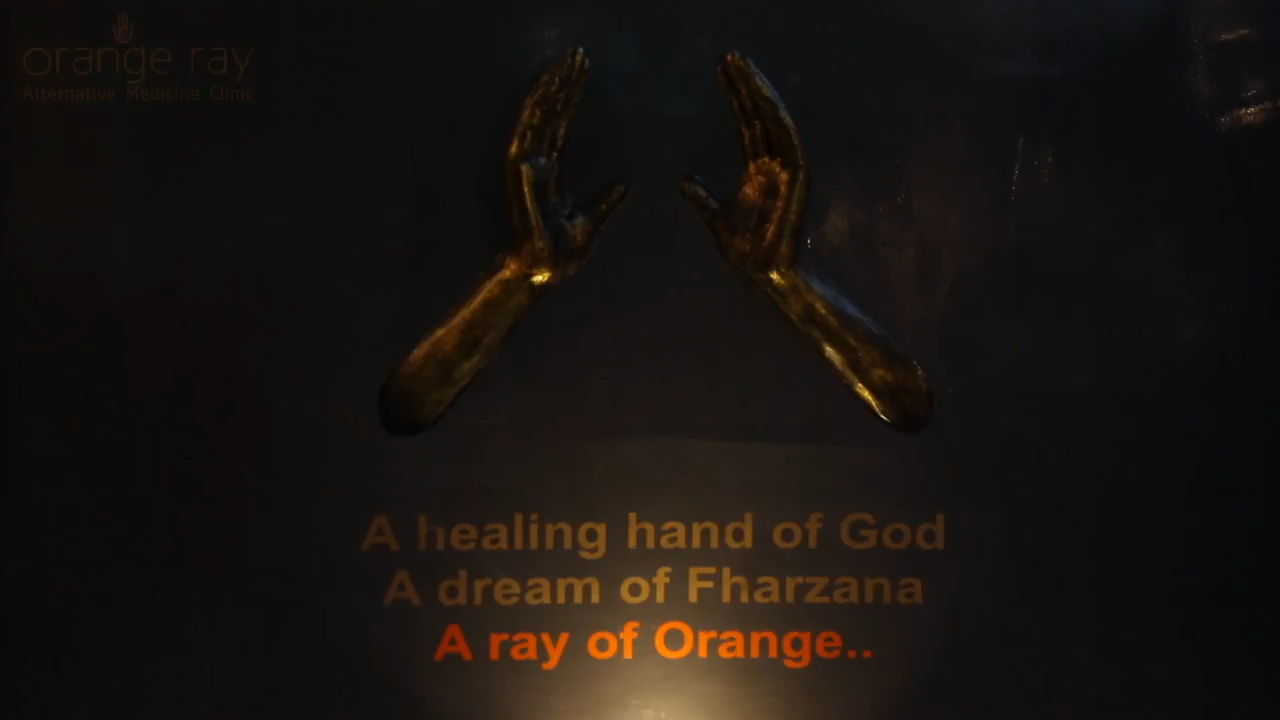 orange ray
Alternative Medicine Clinic
A healing hand of God
A dream of Fharzana
A ray of Orange..